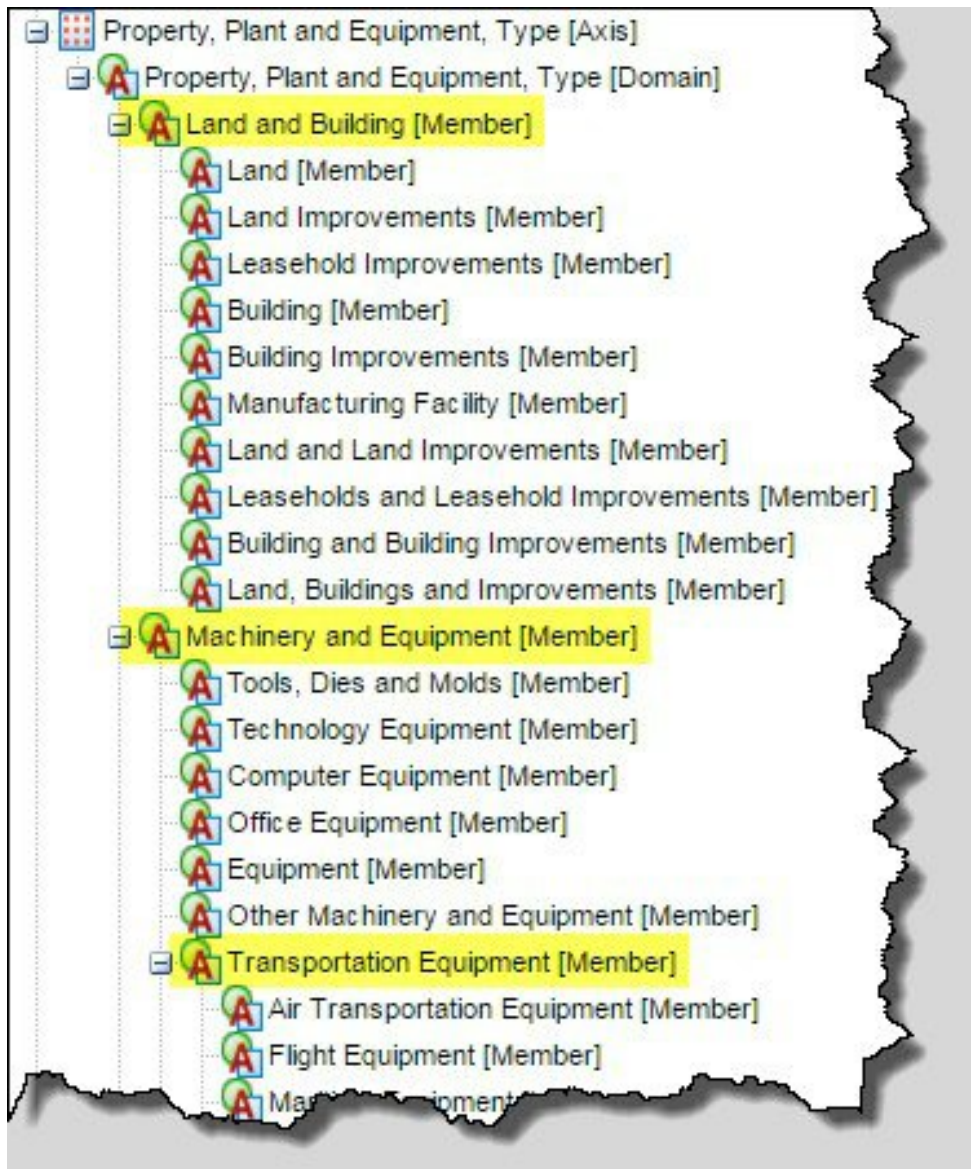 Property, Plant and Equipment, Type [Axis]
Property, Plant and Equipment, Type [Domain]
Land and Building [Member]
Land [Member]
Land Improvements [Member]
Leasehold Improvements [Member]
Building [Member]
Building Improvements [Member]
Manufacturing Facility [Member]
Land and Land Improvements [Member]
Leaseholds and Leasehold Improvements [Member]
Building and Building Improvements [Member]
Land, Buildings and Improvements [Member]
Machinery and Equipment [Member]
Tools, Dies and Molds [Member]
Technology Equipment [Member]
Computer Equipment [Member]
Office Equipment [Member]
Equipment [Member]
Other Machinery and Equipment [Member]
Transportation Equipment [Member]
Air Transportation Equipment [Member]
Flight Equipment [Member]